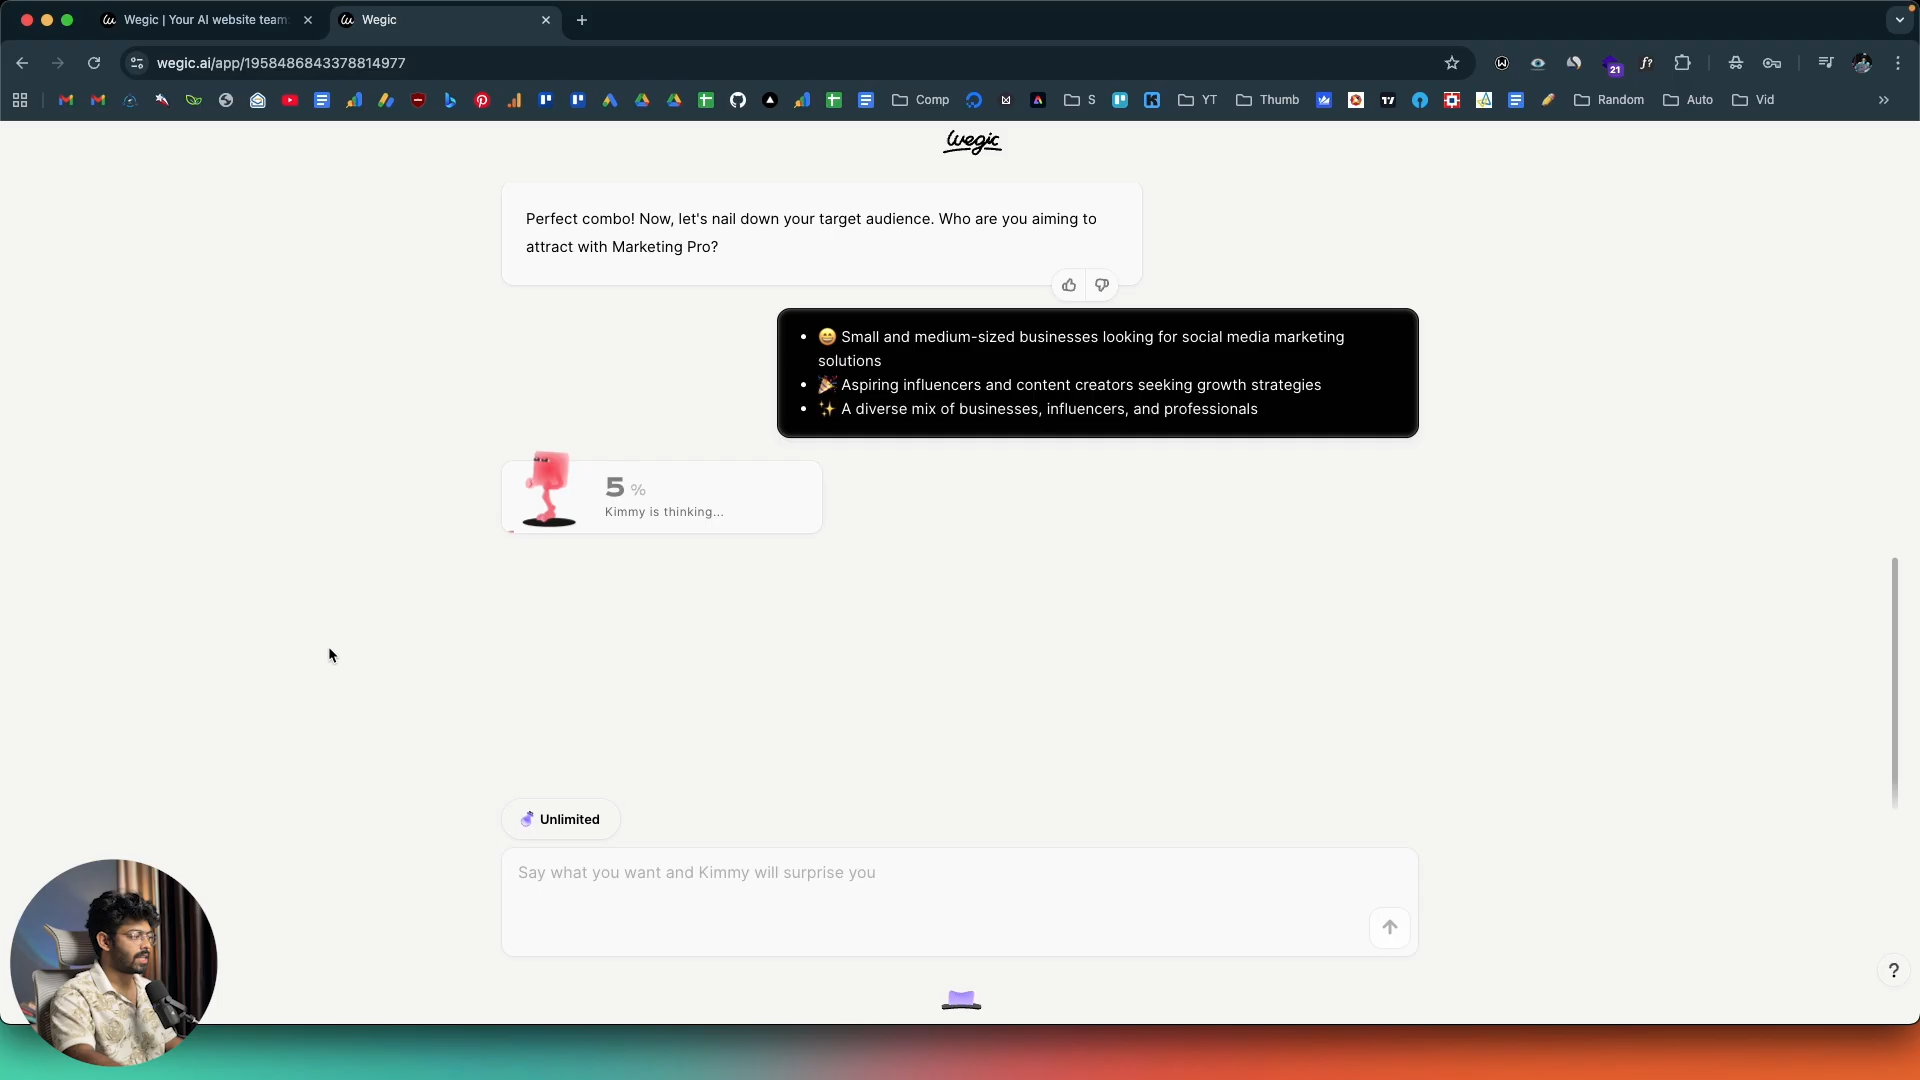 Wegic | Your AI website team
Wegic
wegic.ai/app/1958486843378814977
21
f?
Comp
S
YT
Thumb
Random
Auto
Vid
Wegic
Perfect combo! Now, let's nail down your target audience. Who are you aiming to
attract with Marketing Pro?
• 😄 Small and medium-sized businesses looking for social media marketing
solutions
• 🎉 Aspiring influencers and content creators seeking growth strategies
• ✨ A diverse mix of businesses, influencers, and professionals
5 %
Kimmy is thinking...
Unlimited
Say what you want and Kimmy will surprise you
?